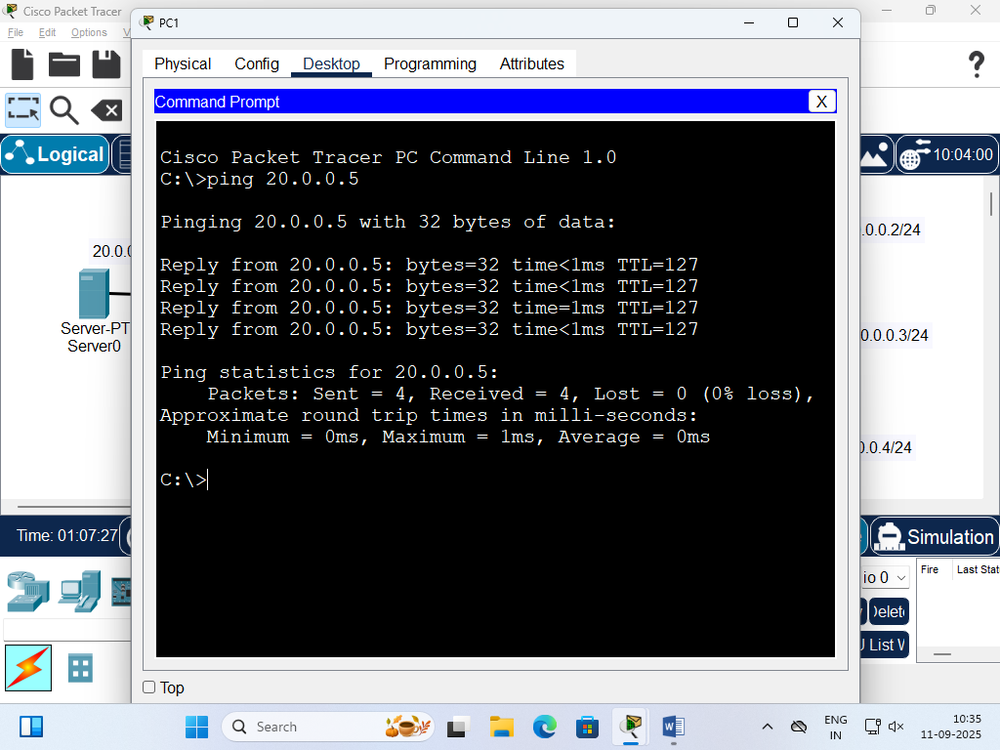 Cisco Packet Tracer
PC1
File Edit Options
Physical Config Desktop Programming Attributes
Command Prompt
X
Logical
10:04:00
Cisco Packet Tracer PC Command Line 1.0
C:\>ping 20.0.0.5
Pinging 20.0.0.5 with 32 bytes of data:
Reply from 20.0.0.5: bytes=32 time<1ms TTL=127
Reply from 20.0.0.5: bytes=32 time<1ms TTL=127
Reply from 20.0.0.5: bytes=32 time=1ms TTL=127
Reply from 20.0.0.5: bytes=32 time<1ms TTL=127
Ping statistics for 20.0.0.5:
Packets: Sent = 4, Received = 4, Lost = 0 (0% loss),
Approximate round trip times in milli-seconds:
Minimum = 0ms, Maximum = 1ms, Average = 0ms
C:\>
20.0.0
Server-PT
Server0
.0.0.2/24
0.0.0.3/24
0.0.4/24
Time: 01:07:27
Simulation
io 0
Fire Last Stat
Delete
List
Top
Search
ENG
IN
10:35
11-09-2025